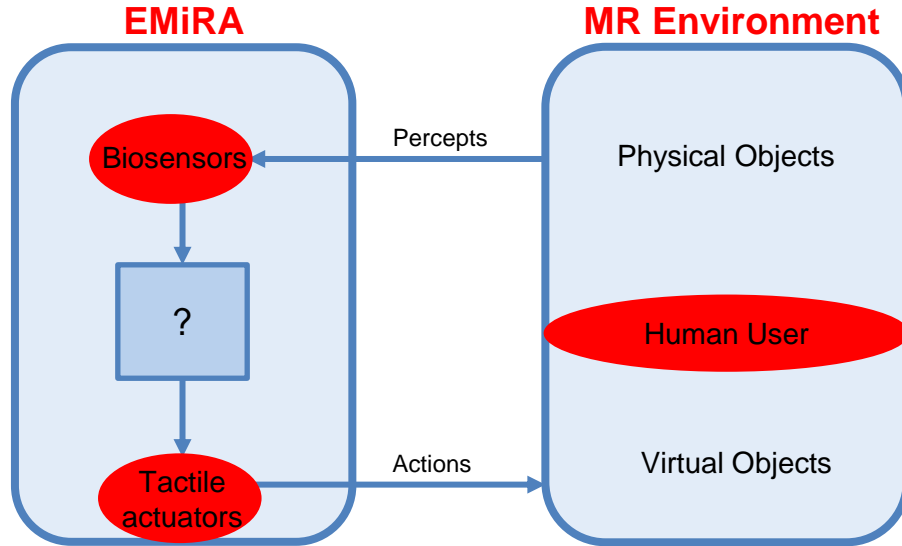 EMiRA
MR Environment
Biosensors
Percepts
Physical Objects
?
Human User
Tactile
actuators
Actions
Virtual Objects